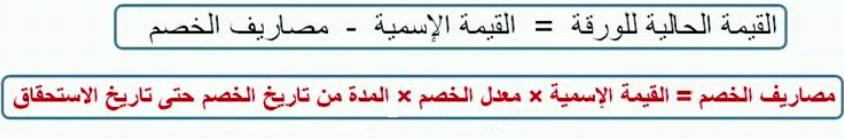 القيمة الحالية للورقة = القيمة الإسمية - مصاريف الخصم
مصاريف الخصم = القيمة الإسمية × معدل الخصم × المدة من تاريخ الخصم حتى تاريخ الاستحقاق